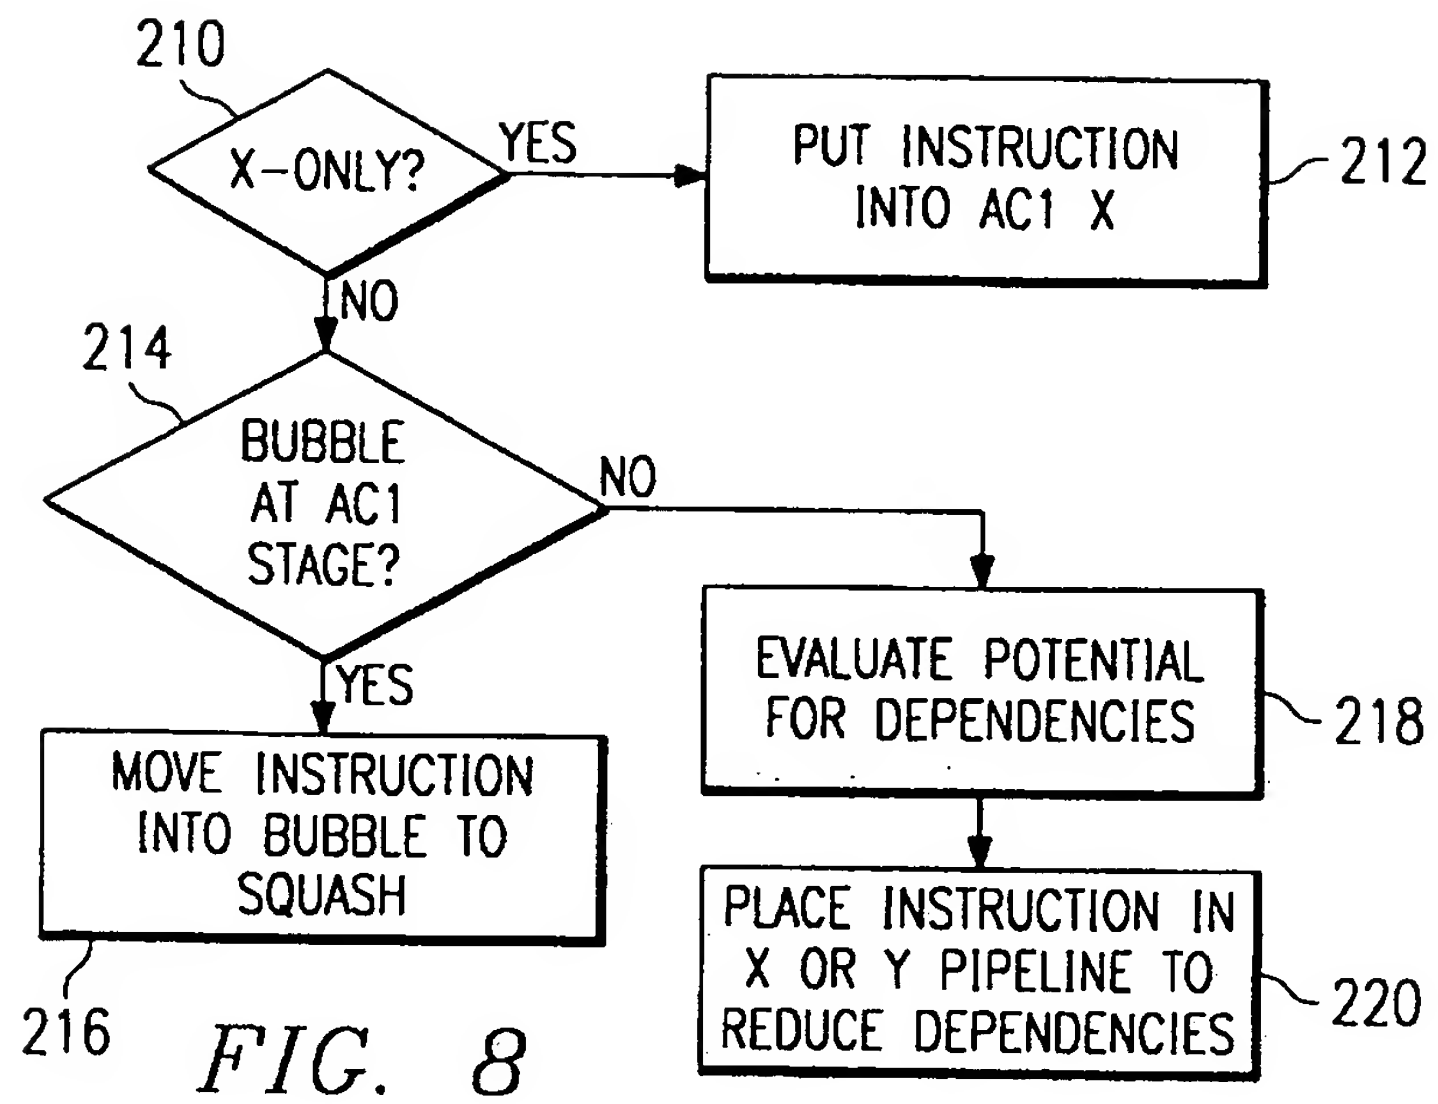 210
X-ONLY?
YES
PUT INSTRUCTION
INTO AC1 X
212
NO
214
BUBBLE
AT AC1
STAGE?
NO
YES
EVALUATE POTENTIAL
FOR DEPENDENCIES
218
MOVE INSTRUCTION
INTO BUBBLE TO
SQUASH
216
PLACE INSTRUCTION IN
X OR Y PIPELINE TO
REDUCE DEPENDENCIES
220
FIG. 8